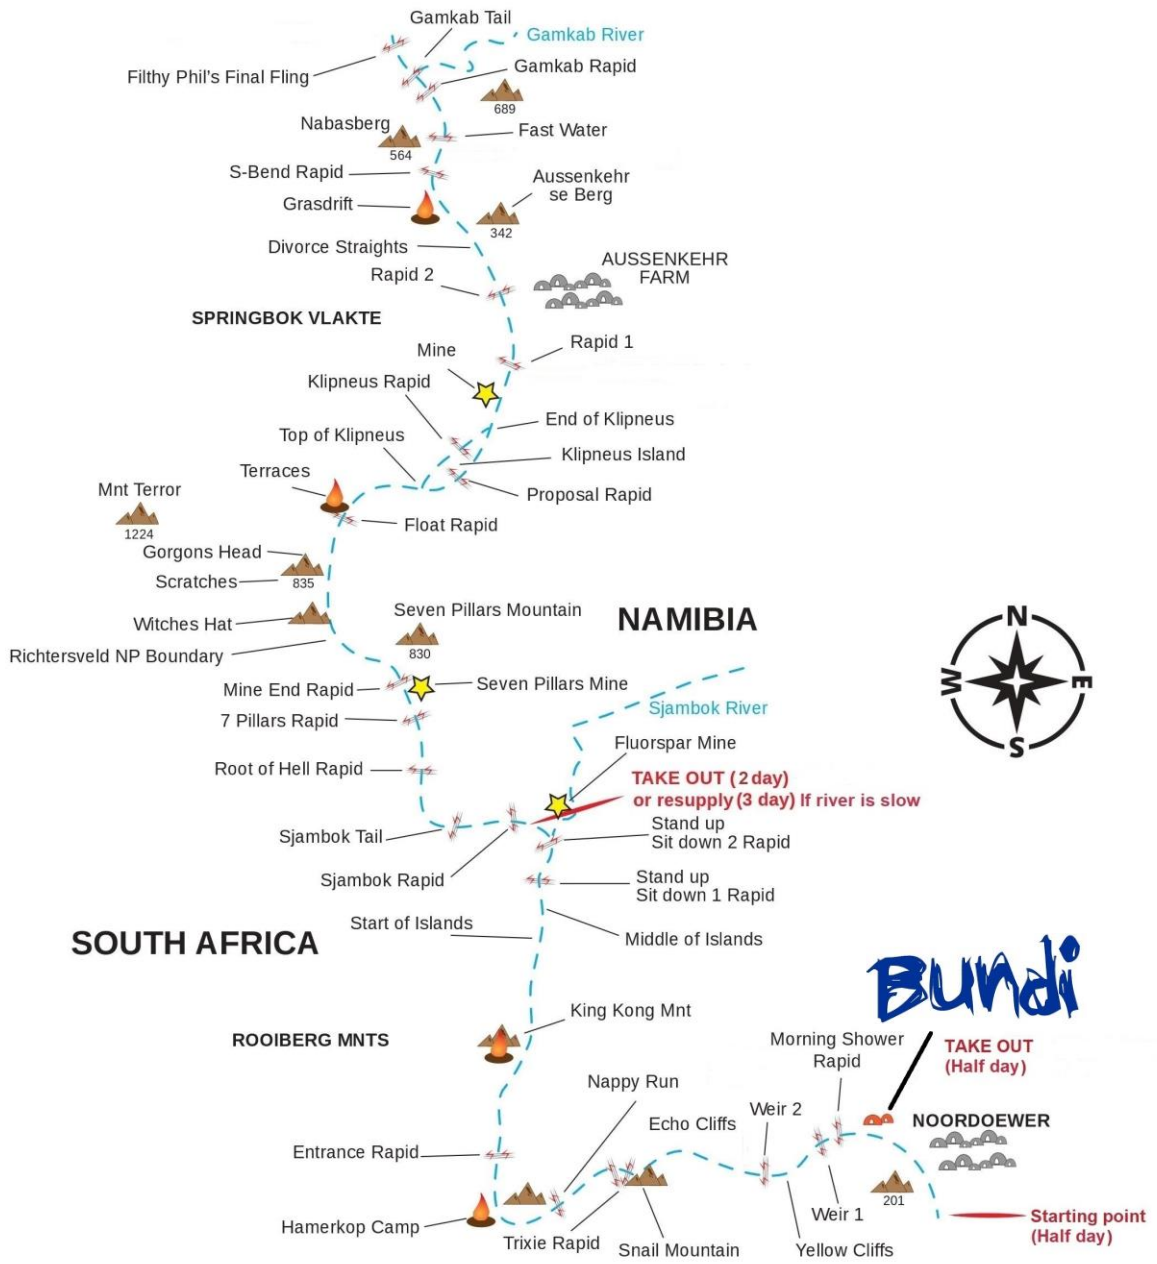 Gamkab Tail
Gamkab River
Filthy Phil's Final Fling
Gamkab Rapid
689
Nabasberg
564
Fast Water
S-Bend Rapid
Aussenkehr
se Berg
Grasdrift
342
Divorce Straights
AUSSENKEHR
FARM
Rapid 2
SPRINGBOK VLAKTE
Rapid 1
Mine
Klipneus Rapid
End of Klipneus
Top of Klipneus
Klipneus Island
Terraces
Mnt Terror
1224
Proposal Rapid
Float Rapid
Gorgons Head
Scratches
835
Witches Hat
Seven Pillars Mountain
830
NAMIBIA
N
W
E
S
Richtersveld NP Boundary
Mine End Rapid
Seven Pillars Mine
7 Pillars Rapid
Sjambok River
Fluorspar Mine
Root of Hell Rapid
TAKE OUT (2 day)
or resupply (3 day) If river is slow
Stand up
Sit down 2 Rapid
Sjambok Tail
Sjambok Rapid
Stand up
Sit down 1 Rapid
Start of Islands
Middle of Islands
SOUTH AFRICA
Bundi
King Kong Mnt
ROOIBERG MNTS
Morning Shower
Rapid
TAKE OUT
(Half day)
Nappy Run
Weir 2
Echo Cliffs
NOORDOEWER
Entrance Rapid
201
Hamerkop Camp
Trixie Rapid
Snail Mountain
Weir 1
Yellow Cliffs
Starting point
(Half day)